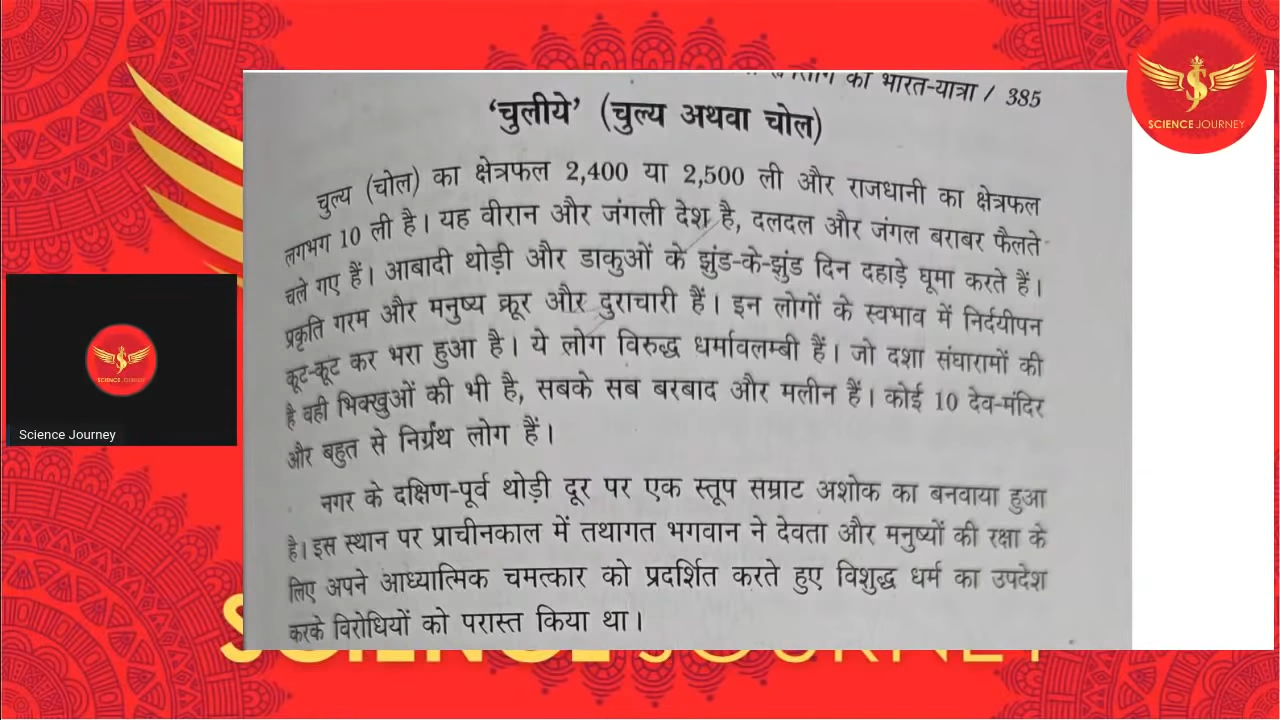 की भारत-यात्रा / 385
‘चुलीये’ (चुल्य अथवा चोल)
चुल्य (चोल) का क्षेत्रफल 2,400 या 2,500 ली और राजधानी का क्षेत्रफल
लगभग 10 ली है। यह वीरान और जंगली देश है, दलदल और जंगल बराबर फैलते
चले गए हैं। आबादी थोड़ी और डाकुओं के झुंड-के-झुंड दिन दहाड़े घूमा करते हैं।
प्रकृति गरम और मनुष्य क्रूर और दुराचारी हैं। इन लोगों के स्वभाव में निर्दयीपन
कूट-कूट कर भरा हुआ है। ये लोग विरुद्ध धर्मावलम्बी हैं। जो दशा संघारामों की
है वही भिक्खुओं की भी है, सबके सब बरबाद और मलीन हैं। कोई 10 देव-मंदिर
और बहुत से निर्ग्रंथ लोग हैं।
नगर के दक्षिण-पूर्व थोड़ी दूर पर एक स्तूप सम्राट अशोक का बनवाया हुआ
है। इस स्थान पर प्राचीनकाल में तथागत भगवान ने देवता और मनुष्यों की रक्षा के
लिए अपने आध्यात्मिक चमत्कार को प्रदर्शित करते हुए विशुद्ध धर्म का उपदेश
करके विरोधियों को परास्त किया था।
SCIENCE JOURNEY
SCIENCE JOURNEY
Science Journey
SCIENCE JOURNEY